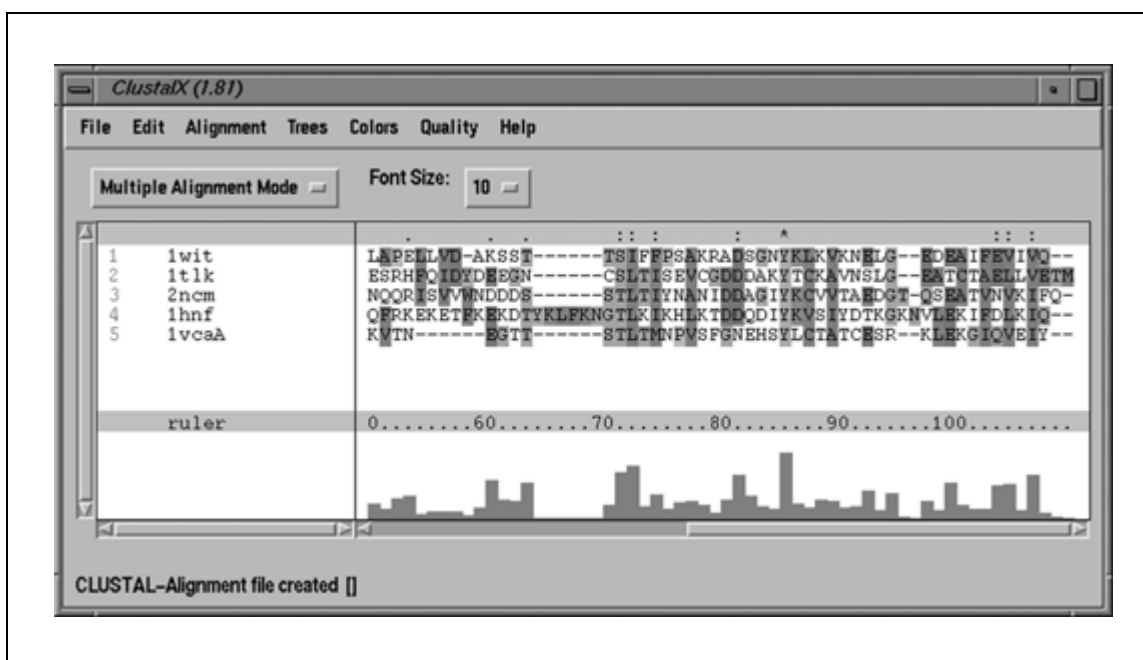 ClustalX (1.81)
File Edit Alignment Trees Colors Quality Help
Multiple Alignment Mode
Font Size: 10
. . . :: : : * :: :
1 1wit LAPELLVD-AKSST------TSIFFPSAKRADSGNYKLKVKNELG--EDEAIFEVIVQ--
2 1tlk ESRHFQIDYDEEGN------CSLTISEVCGDDDAKYTCKAVNSLG--EATCTAELLVETM
3 2ncm NQQRISVVWNDDDS------STLTIYNANIDDAGIYKCVVTAEDGT-QSEATVNVKIFQ-
4 1hnf QFRKEKETFKEKDTYKLFKNGTLKIKHLKTDDQDIYKVSIYDTKGKNVLEKIFDLKIQ--
5 1vcaA KVTN------EGTT------STLTMNPVSFGNEHSYLCTATCESR--KLEKGIQVEIY--
ruler 0........60........70........80........90.......100.........
CLUSTAL-Alignment file created []